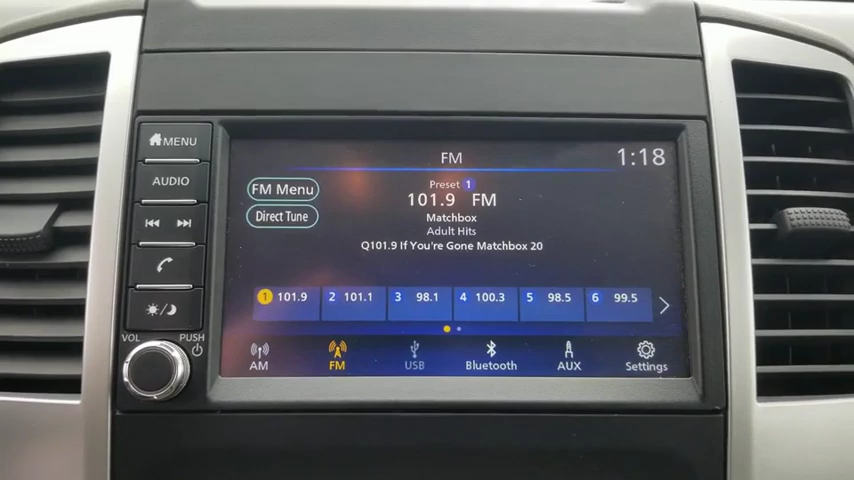 MENU
AUDIO
VOL
PUSH
FM
1:18
FM Menu
Direct Tune
Preset 1
101.9 FM
Matchbox
Adult Hits
Q101.9 If You're Gone Matchbox 20
1 101.9
2 101.1
3 98.1
4 100.3
5 98.5
6 99.5
AM
FM
USB
Bluetooth
AUX
Settings